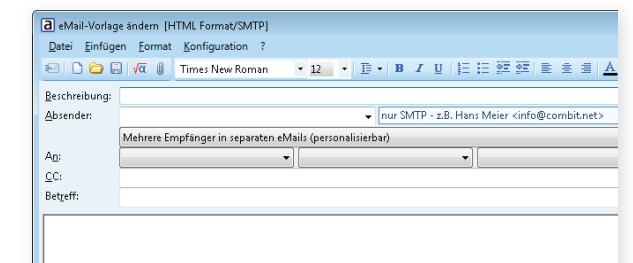 a eMail-Vorlage ändern [HTML Format/SMTP]
Datei Einfügen Format Konfiguration ?
√α Times New Roman 12 B I U A
Beschreibung:
Absender: nur SMTP - z.B. Hans Meier <info@combit.net>
Mehrere Empfänger in separaten eMails (personalisierbar)
An:
CC:
Betreff: